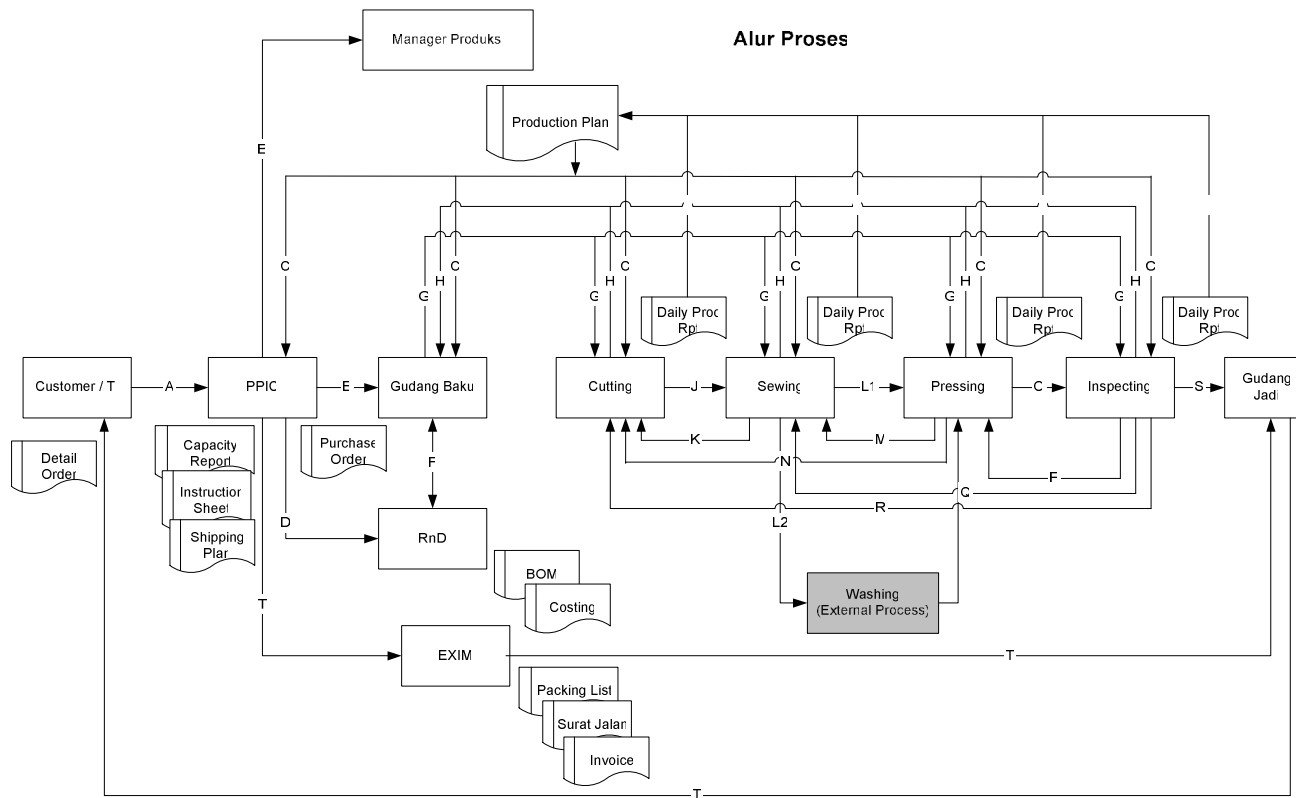 Alur Proses
Manager Produks
Production Plan
E
C
H
C
G
G
H
C
G
H
C
G
H
C
G
H
C
Daily Proc
Rpt
Daily Proc
Rpt
Daily Proc
Rpt
Daily Proc
Rpt
Customer / T
A
PPIC
E
Gudang Baku
Cutting
J
Sewing
L1
Pressing
C
Inspecting
S
Gudang
Jadi
Detail
Order
Capacity
Report
Instruction
Sheet
Shipping
Plan
Purchase
Order
F
K
M
N
F
Q
R
D
RnD
L2
BOM
Costing
Washing
(External Process)
T
EXIM
T
Packing List
Surat Jalan
Invoice
T